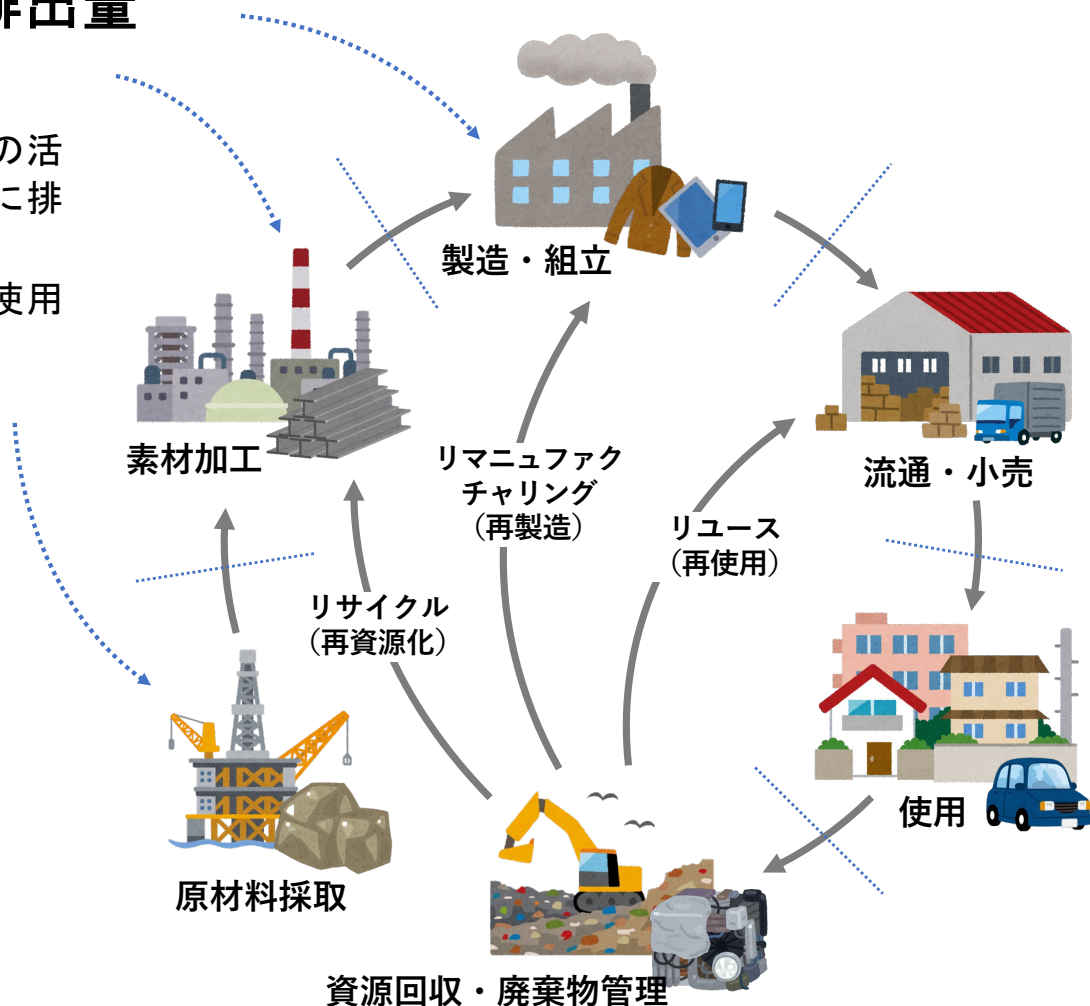 排出量
の活
に排
使用
製造・組立
素材加工
流通・小売
リマニュファク
チャリング
（再製造）
リユース
（再使用）
リサイクル
（再資源化）
使用
原材料採取
資源回収・廃棄物管理